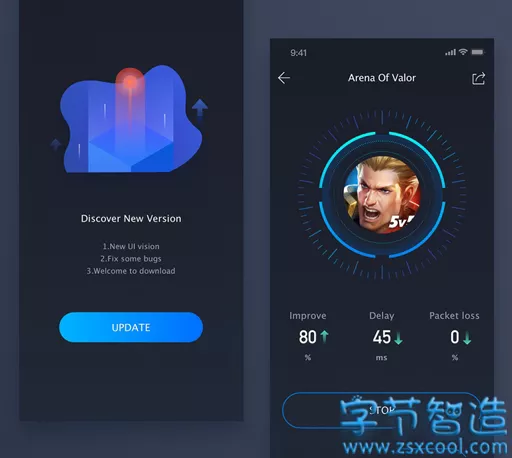 Discover New Version
1.New UI vision
2.Fix some bugs
3.Welcome to download
UPDATE
9:41
Arena Of Valor
5v5
Improve Delay Packet loss
80 45 0
% ms %
STOP
字节智造
www.zsxcool.com